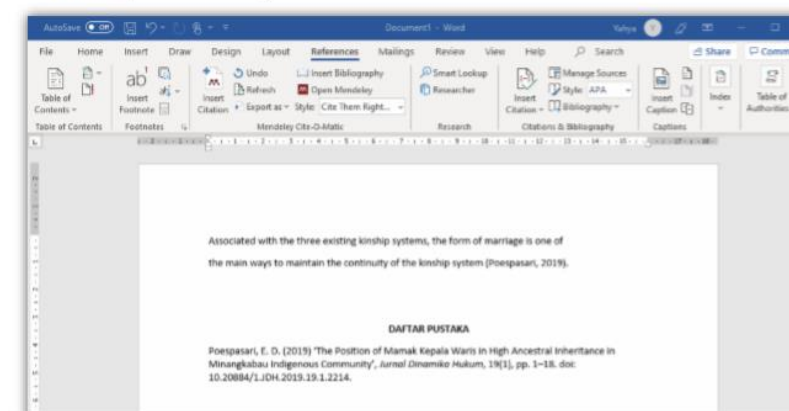 AutoSave Off Document1 - Word Yahya
File Home Insert Draw Design Layout References Mailings Review View Help Search Share Comm
Table of Contents
Insert Footnote
Insert Citation
Undo
Refresh
Export as
Insert Bibliography
Open Mendeley
Style: Cite Them Right...
Smart Lookup
Researcher
Insert Citation
Manage Sources
Style: APA
Bibliography
Insert Caption
Index
Table of Authorities
Table of Contents Footnotes Mendeley Cite-O-Matic Research Citations & Bibliography Captions
Associated with the three existing kinship systems, the form of marriage is one of
the main ways to maintain the continuity of the kinship system (Poespasari, 2019).
DAFTAR PUSTAKA
Poespasari, E. D. (2019) 'The Position of Mamak Kepala Waris in High Ancestral Inheritance in
Minangkabau Indigenous Community', Jurnal Dinamika Hukum, 19(1), pp. 1–18. doi:
10.20884/1.JDH.2019.19.1.2214.